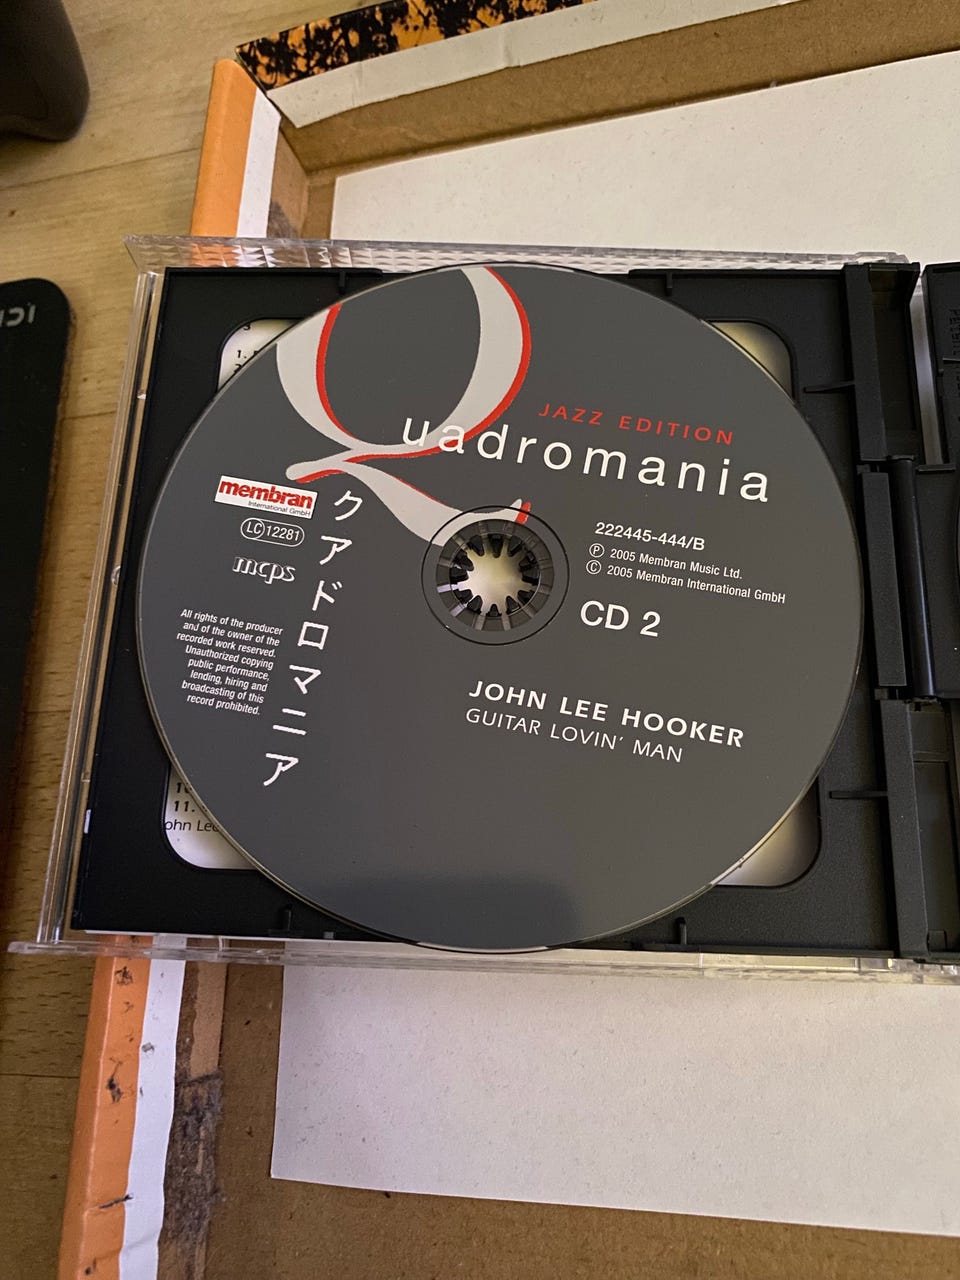 JAZZ EDITION
Quadromania
membran
International GmbH
LC 12281
mcps
クアドロマニア
222445-444/B
Ⓟ 2005 Membran Music Ltd.
© 2005 Membran International GmbH
CD 2
All rights of the producer
and of the owner of the
recorded work reserved.
Unauthorized copying
public performance,
lending, hiring and
broadcasting of this
record prohibited.
JOHN LEE HOOKER
GUITAR LOVIN' MAN
1.
11.